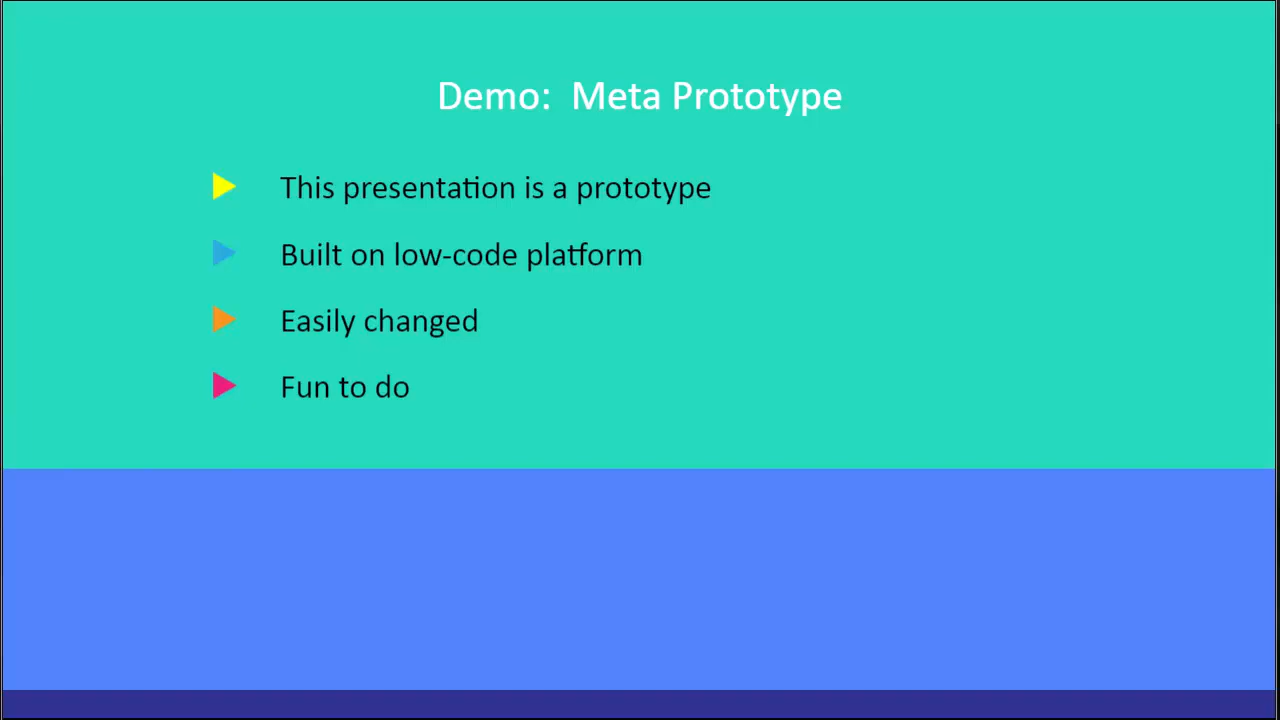 Demo:  Meta Prototype
This presentation is a prototype
Built on low-code platform
Easily changed
Fun to do